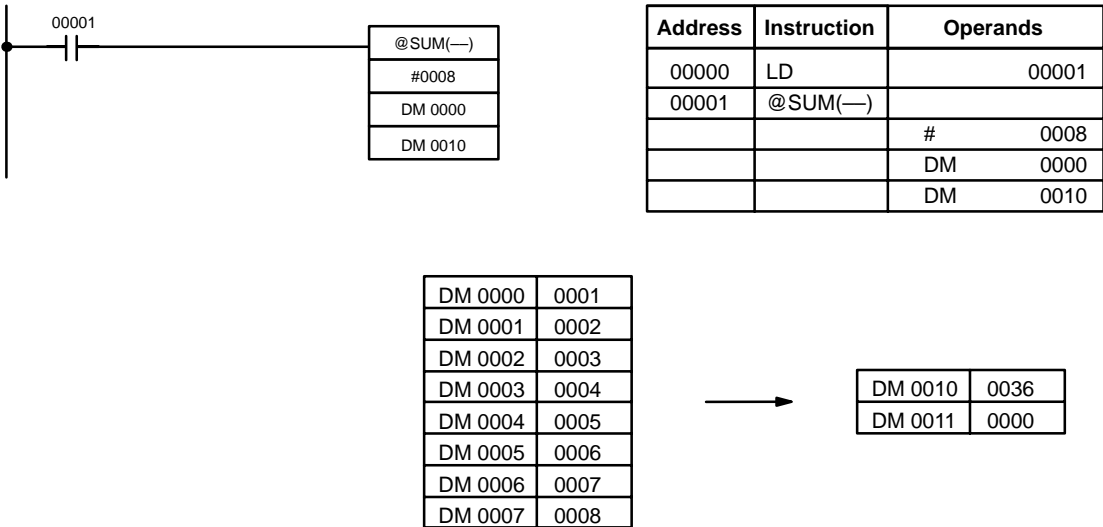 00001
@SUM(—)
#0008
DM 0000
DM 0010
Address Instruction Operands
00000 LD 00001
00001 @SUM(—)
# 0008
DM 0000
DM 0010
DM 0000 0001
DM 0001 0002
DM 0002 0003
DM 0003 0004
DM 0004 0005
DM 0005 0006
DM 0006 0007
DM 0007 0008
DM 0010 0036
DM 0011 0000